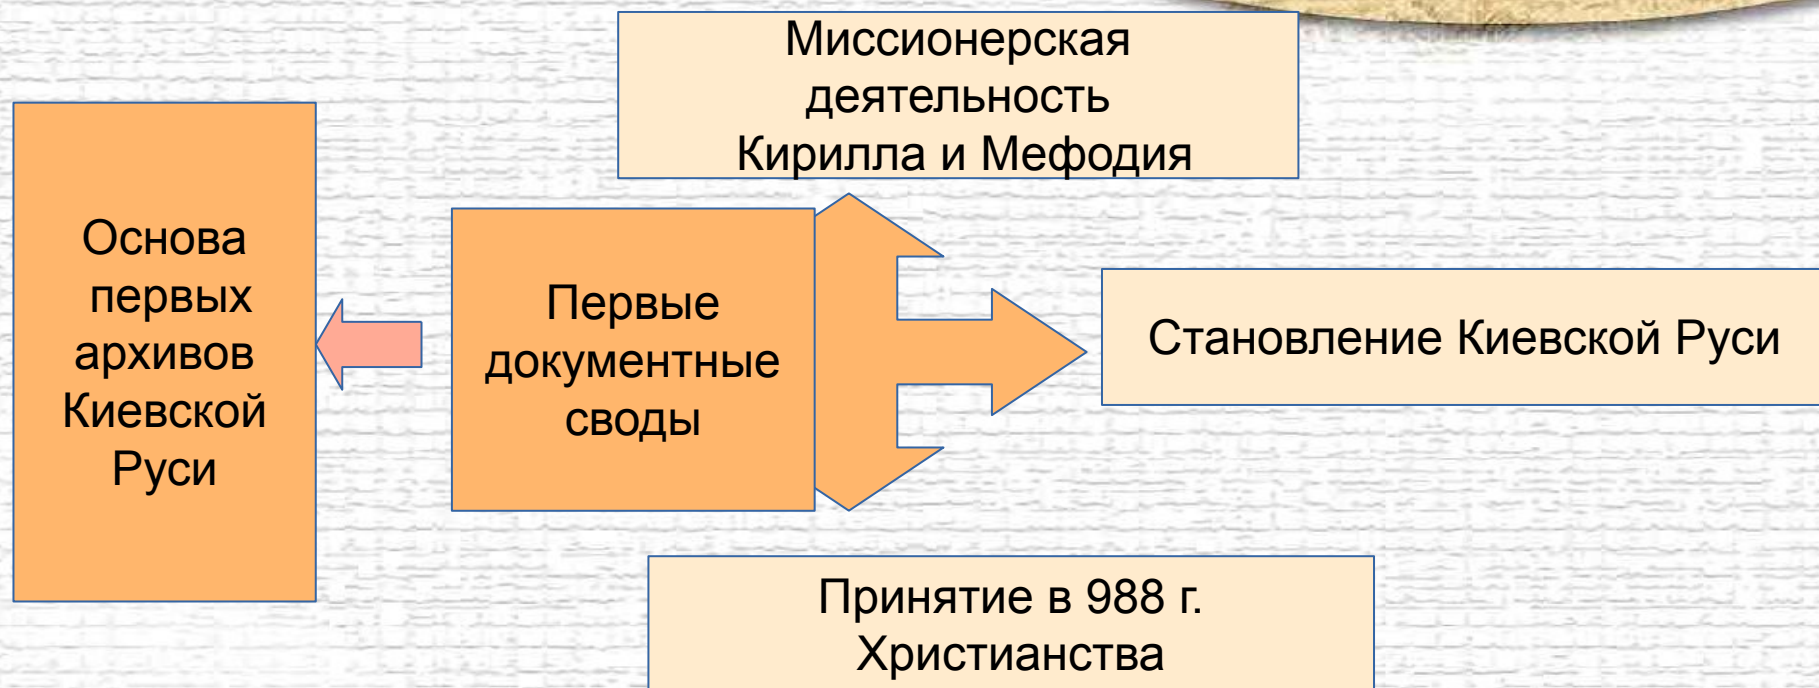 Миссионерская
деятельность
Кирилла и Мефодия
Основа
первых
архивов
Киевской
Руси
Первые
документные
своды
Становление Киевской Руси
Принятие в 988 г.
Христианства